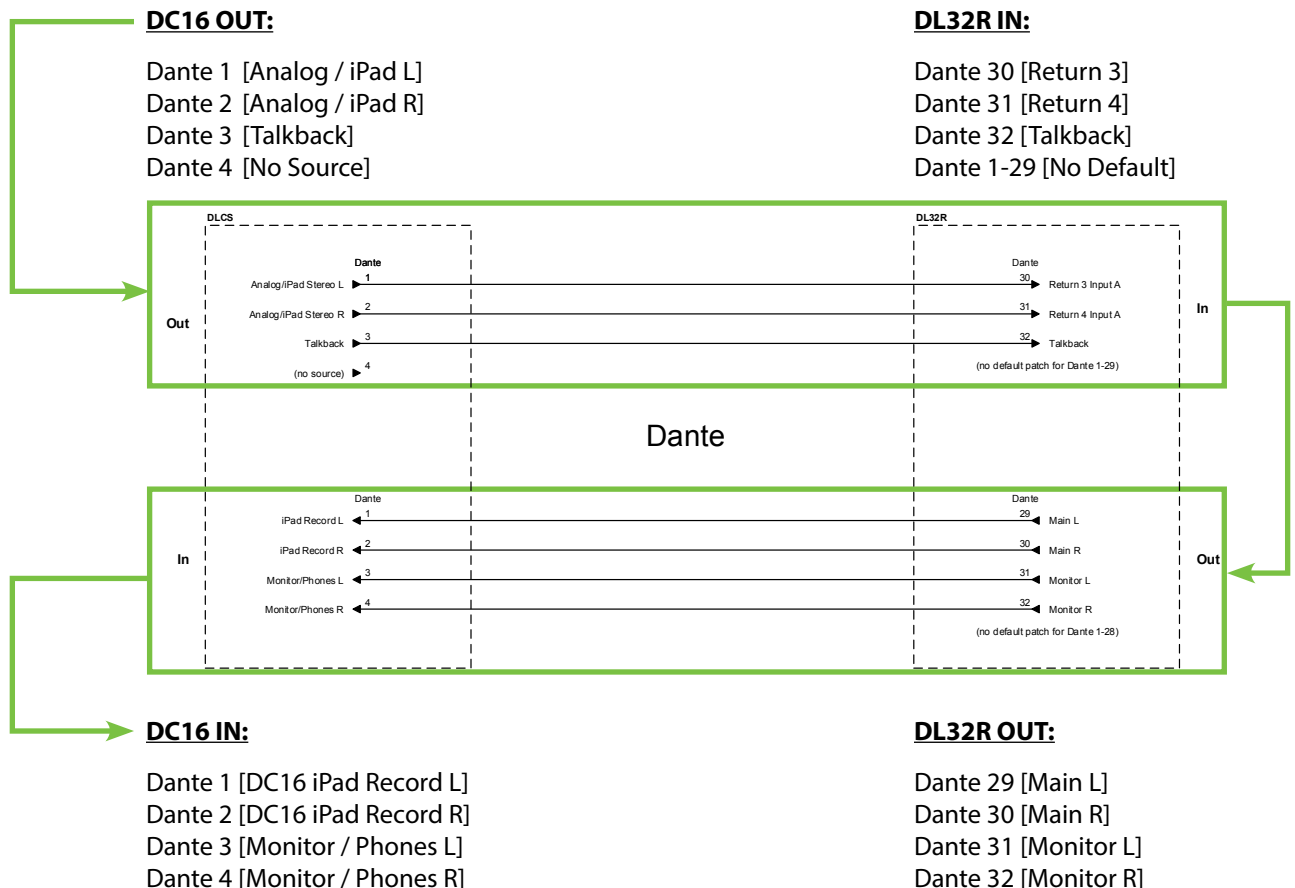 DC16 OUT:
Dante 1 [Analog / iPad L]
Dante 2 [Analog / iPad R]
Dante 3 [Talkback]
Dante 4 [No Source]
DL32R IN:
Dante 30 [Return 3]
Dante 31 [Return 4]
Dante 32 [Talkback]
Dante 1-29 [No Default]
DLCS
DL32R
Dante
Dante
Out
In
Analog/iPad Stereo L 1
30 Return 3 Input A
Analog/iPad Stereo R 2
31 Return 4 Input A
Talkback 3
32 Talkback
(no source) 4
(no default patch for Dante 1-29)
Dante
Dante
Dante
In
Out
iPad Record L 1
29 Main L
iPad Record R 2
30 Main R
Monitor/Phones L 3
31 Monitor L
Monitor/Phones R 4
32 Monitor R
(no default patch for Dante 1-28)
DC16 IN:
Dante 1 [DC16 iPad Record L]
Dante 2 [DC16 iPad Record R]
Dante 3 [Monitor / Phones L]
Dante 4 [Monitor / Phones R]
DL32R OUT:
Dante 29 [Main L]
Dante 30 [Main R]
Dante 31 [Monitor L]
Dante 32 [Monitor R]